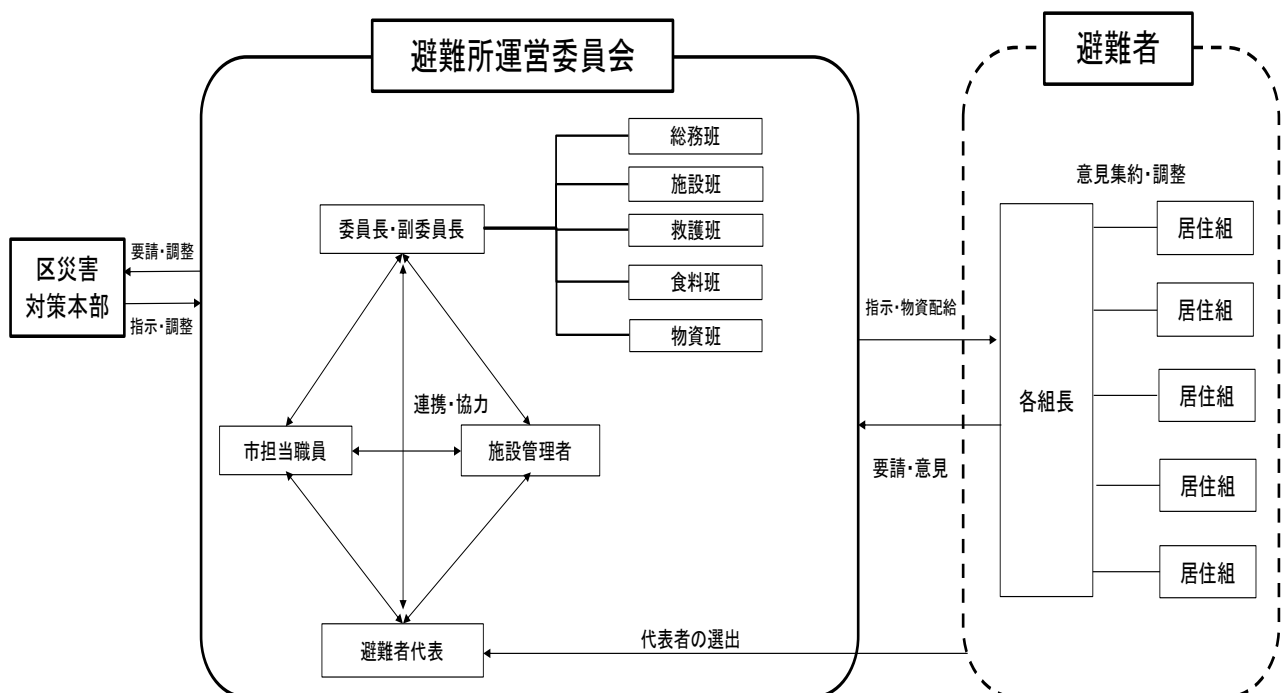 避難所運営委員会
避難者
総務班
施設班
救護班
食料班
物資班
委員長・副委員長
意見集約・調整
居住組
居住組
居住組
居住組
居住組
要請・調整
区災害
対策本部
指示・調整
指示・物資配給
各組長
連携・協力
市担当職員
施設管理者
要請・意見
代表者の選出
避難者代表